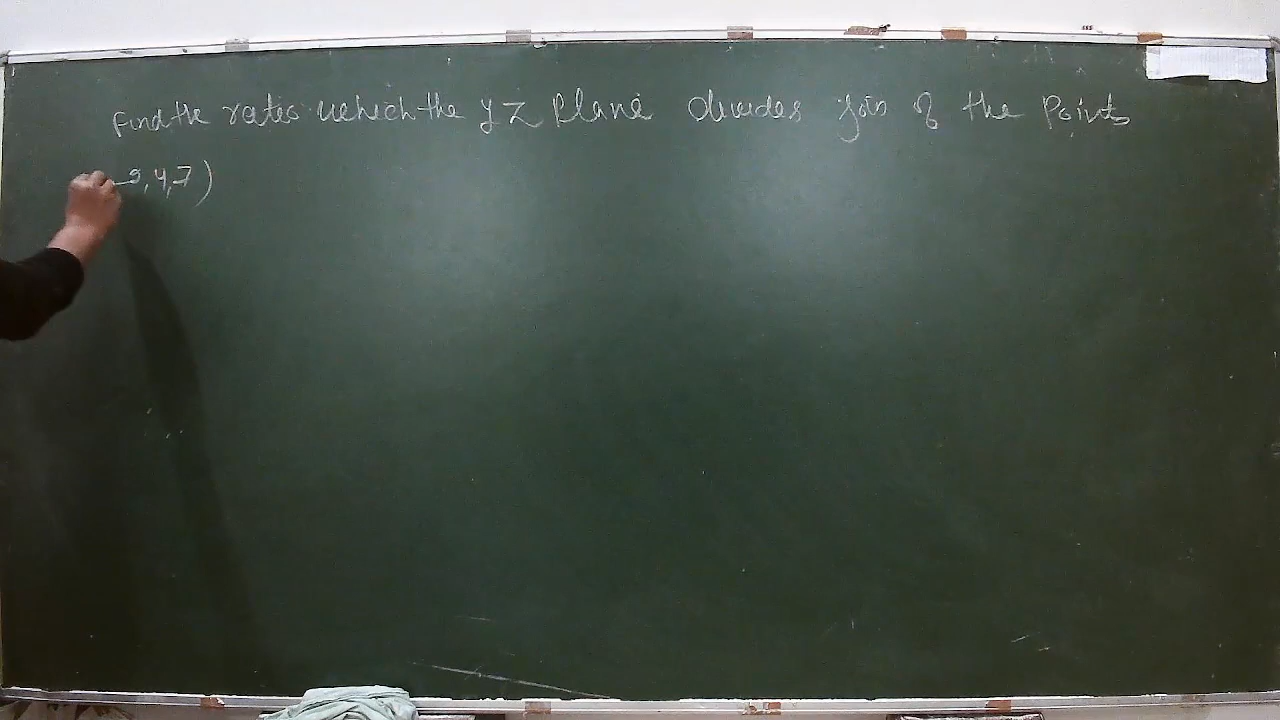 Find the ratio which the yz plane divides join of the points
-2,4,7)